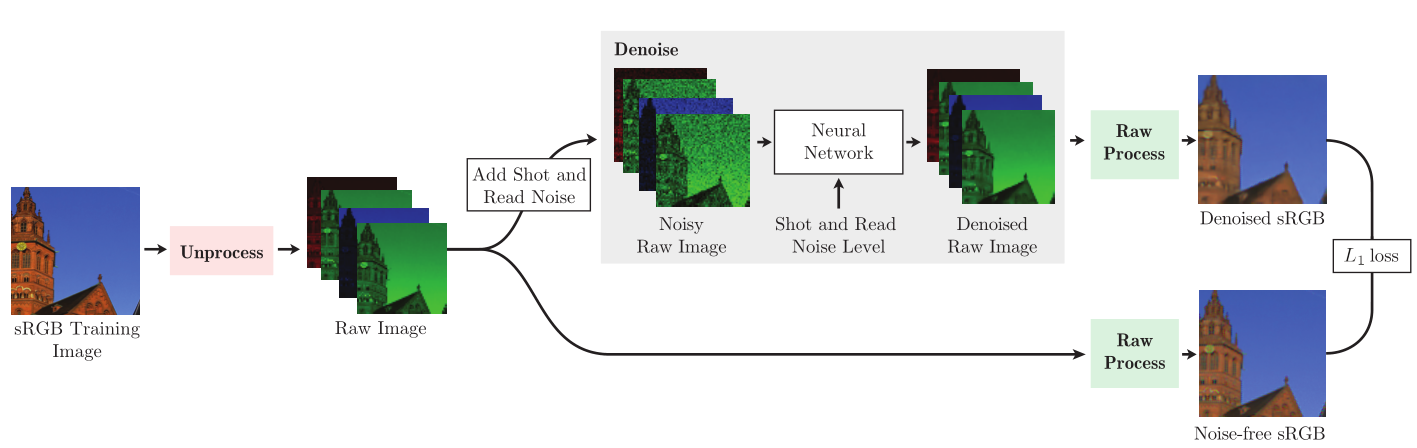 sRGB Training
Image
Unprocess
Raw Image
Add Shot and
Read Noise
Denoise
Noisy
Raw Image
Neural
Network
Shot and Read
Noise Level
Denoised
Raw Image
Raw
Process
Denoised sRGB
Raw
Process
Noise-free sRGB
L₁ loss